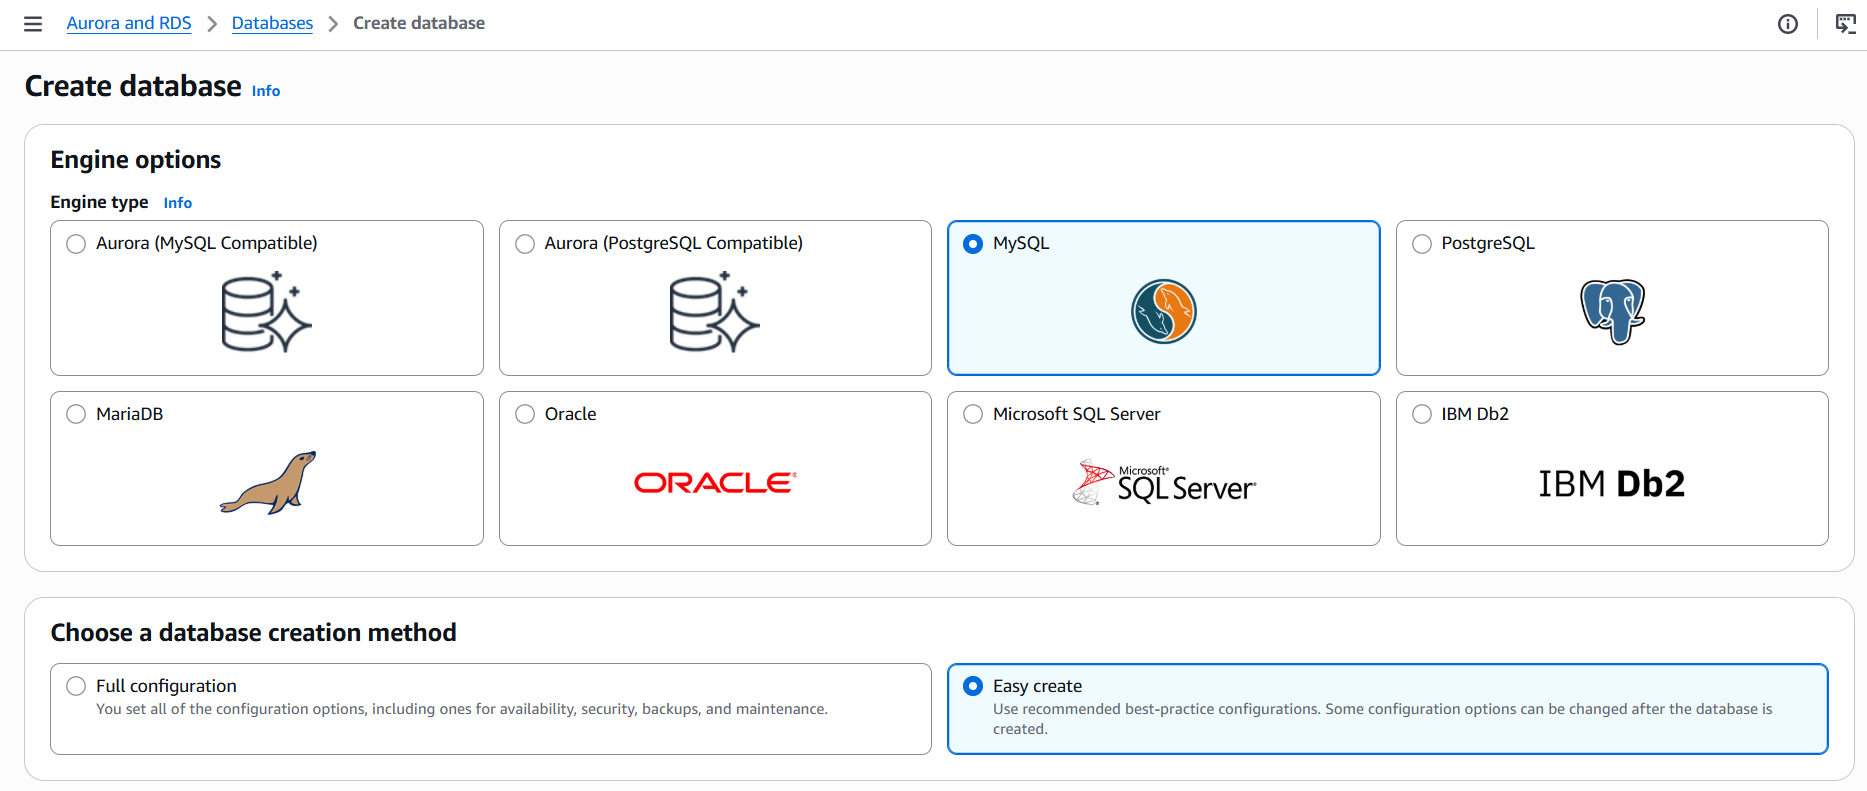 Aurora and RDS > Databases > Create database
Create database Info
Engine options
Engine type Info
Aurora (MySQL Compatible)
Aurora (PostgreSQL Compatible)
MySQL
PostgreSQL
MariaDB
Oracle
Microsoft SQL Server
IBM Db2
ORACLE®
Microsoft®
SQL Server®
IBM Db2
Choose a database creation method
Full configuration
You set all of the configuration options, including ones for availability, security, backups, and maintenance.
Easy create
Use recommended best-practice configurations. Some configuration options can be changed after the database is
created.